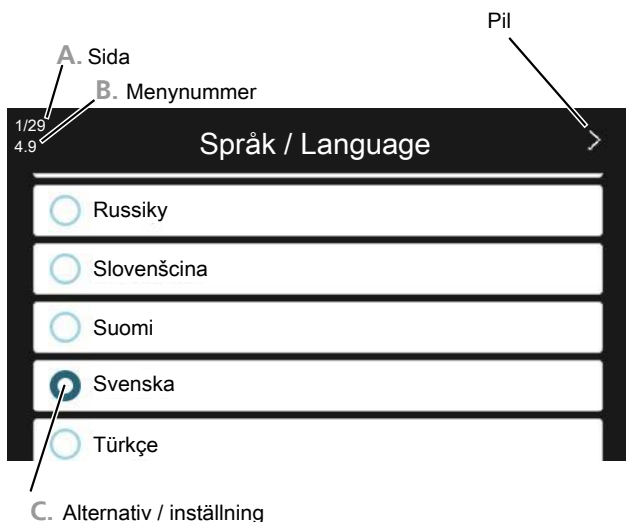 Pil
A. Sida
B. Menynummer
1/29
4.9
Språk / Language
Russiky
Slovenšcina
Suomi
Svenska
Türkçe
C. Alternativ / inställning